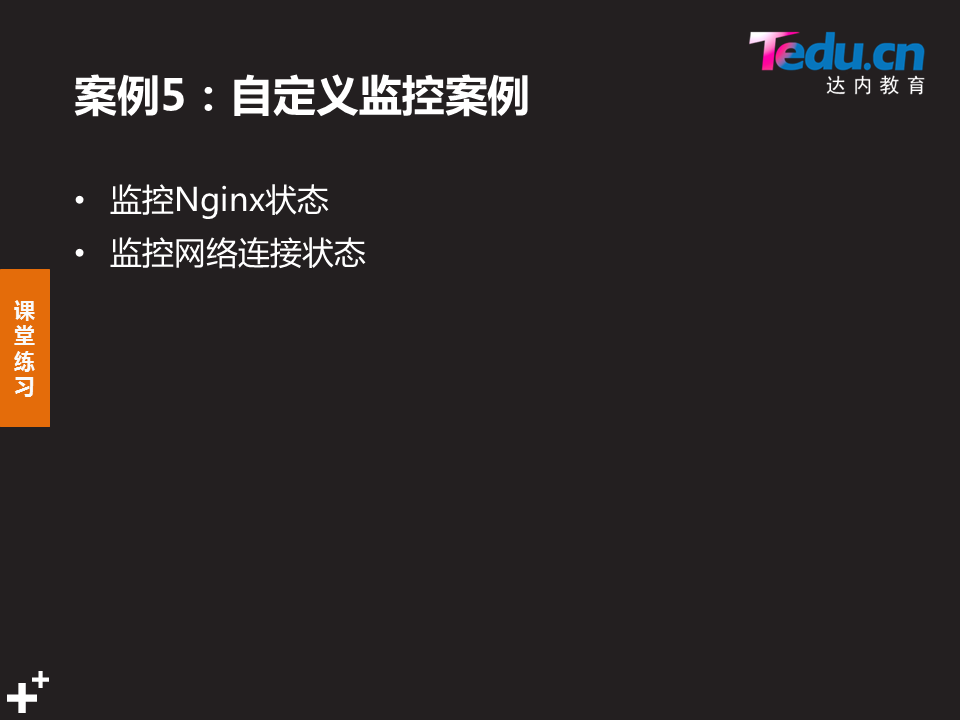 Tedu.cn
达内教育
案例5：自定义监控案例
• 监控Nginx状态
• 监控网络连接状态
课
堂
练
习